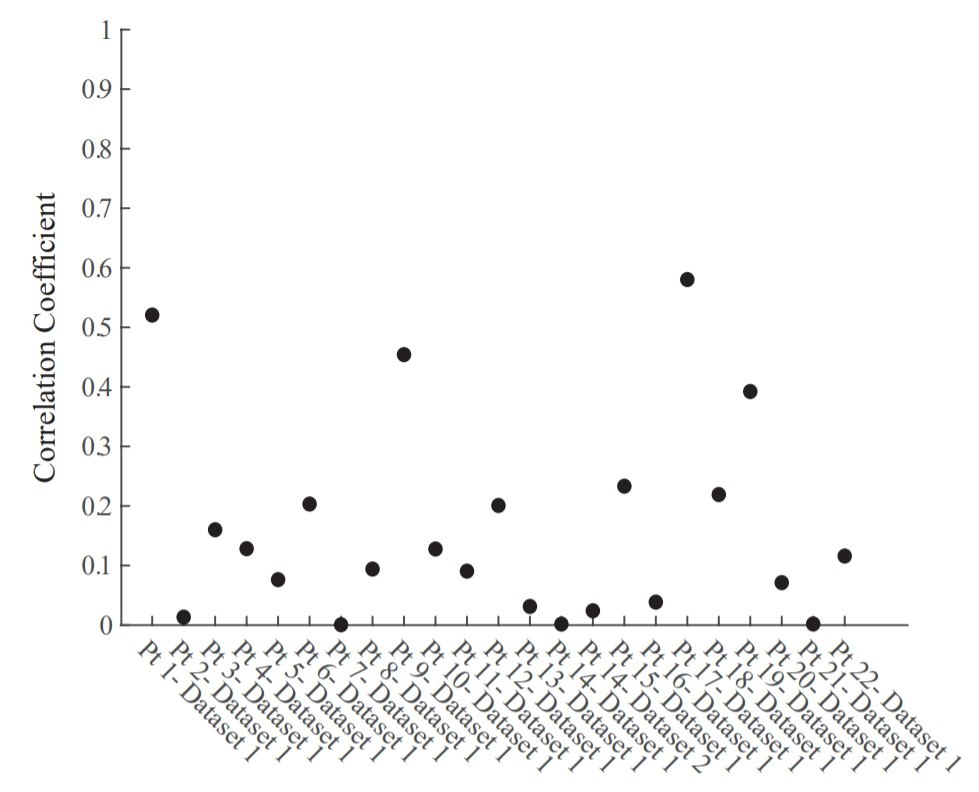 1
0.9
0.8
0.7
0.6
0.5
0.4
0.3
0.2
0.1
0
Correlation Coefficient
Pt 1- Dataset 1
Pt 2- Dataset 1
Pt 3- Dataset 1
Pt 4- Dataset 1
Pt 5- Dataset 1
Pt 6- Dataset 1
Pt 7- Dataset 1
Pt 8- Dataset 1
Pt 9- Dataset 1
Pt 10- Dataset 1
Pt 11- Dataset 1
Pt 12- Dataset 1
Pt 13- Dataset 1
Pt 14- Dataset 1
Pt 14- Dataset 2
Pt 15- Dataset 1
Pt 16- Dataset 1
Pt 17- Dataset 1
Pt 18- Dataset 1
Pt 19- Dataset 1
Pt 20- Dataset 1
Pt 21- Dataset 1
Pt 22- Dataset 1